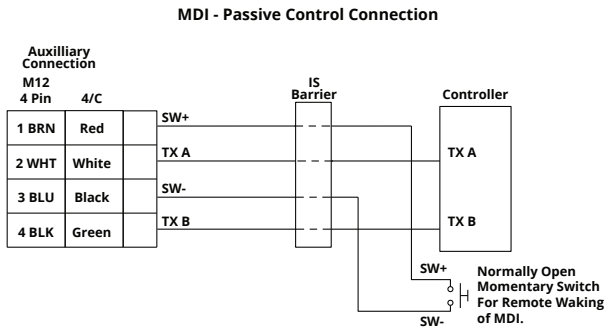 MDI - Passive Control Connection
Auxilliary
Connection
M12
4 Pin 4/C
IS
Barrier
Controller
1 BRN Red SW+
2 WHT White TX A TX A
3 BLU Black SW-
4 BLK Green TX B TX B
SW+
Normally Open
Momentary Switch
For Remote Waking
of MDI.
SW-